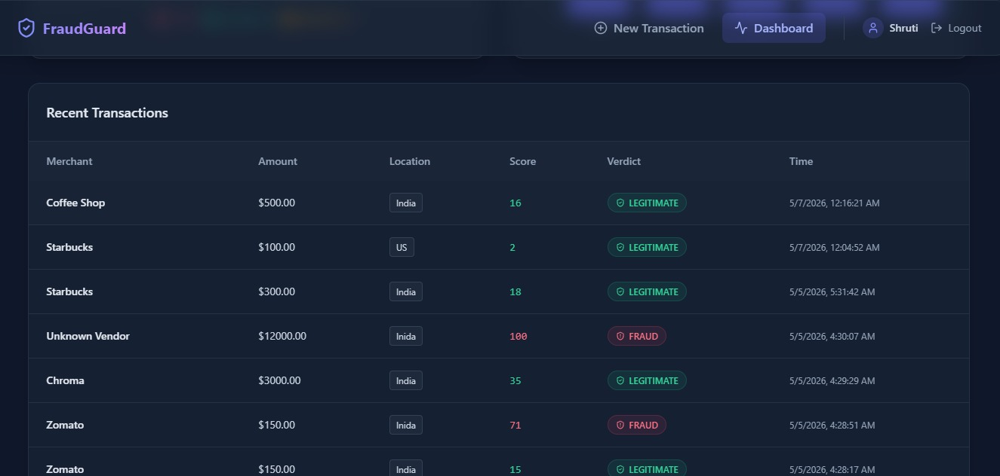 FraudGuard New Transaction Dashboard Shruti Logout
Recent Transactions
Merchant Amount Location Score Verdict Time
Coffee Shop $500.00 India 16 LEGITIMATE 5/7/2026, 12:16:21 AM
Starbucks $100.00 US 2 LEGITIMATE 5/7/2026, 12:04:52 AM
Starbucks $300.00 India 18 LEGITIMATE 5/5/2026, 5:31:42 AM
Unknown Vendor $12000.00 Inida 100 FRAUD 5/5/2026, 4:30:07 AM
Chroma $3000.00 India 35 LEGITIMATE 5/5/2026, 4:29:29 AM
Zomato $150.00 Inida 71 FRAUD 5/5/2026, 4:28:51 AM
Zomato $150.00 India 15 LEGITIMATE 5/5/2026, 4:28:17 AM